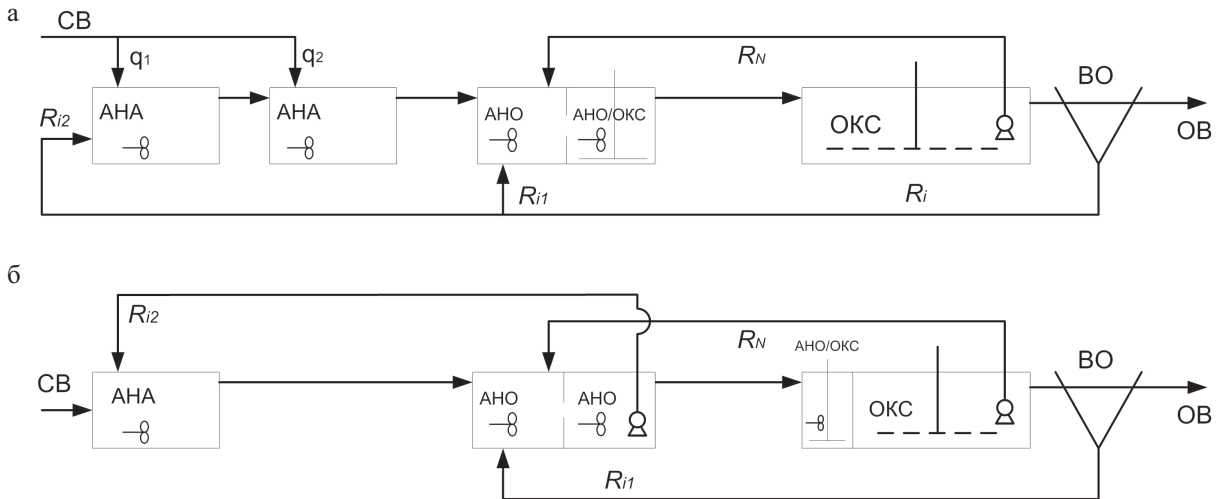 а
СВ
q1
q2
RN
ВО
АНА
АНА
АНО
АНО/ОКС
ОКС
ОВ
Ri2
Ri1
Ri
б
Ri2
RN
АНО/ОКС
ВО
СВ
АНА
АНО
АНО
ОКС
ОВ
Ri1